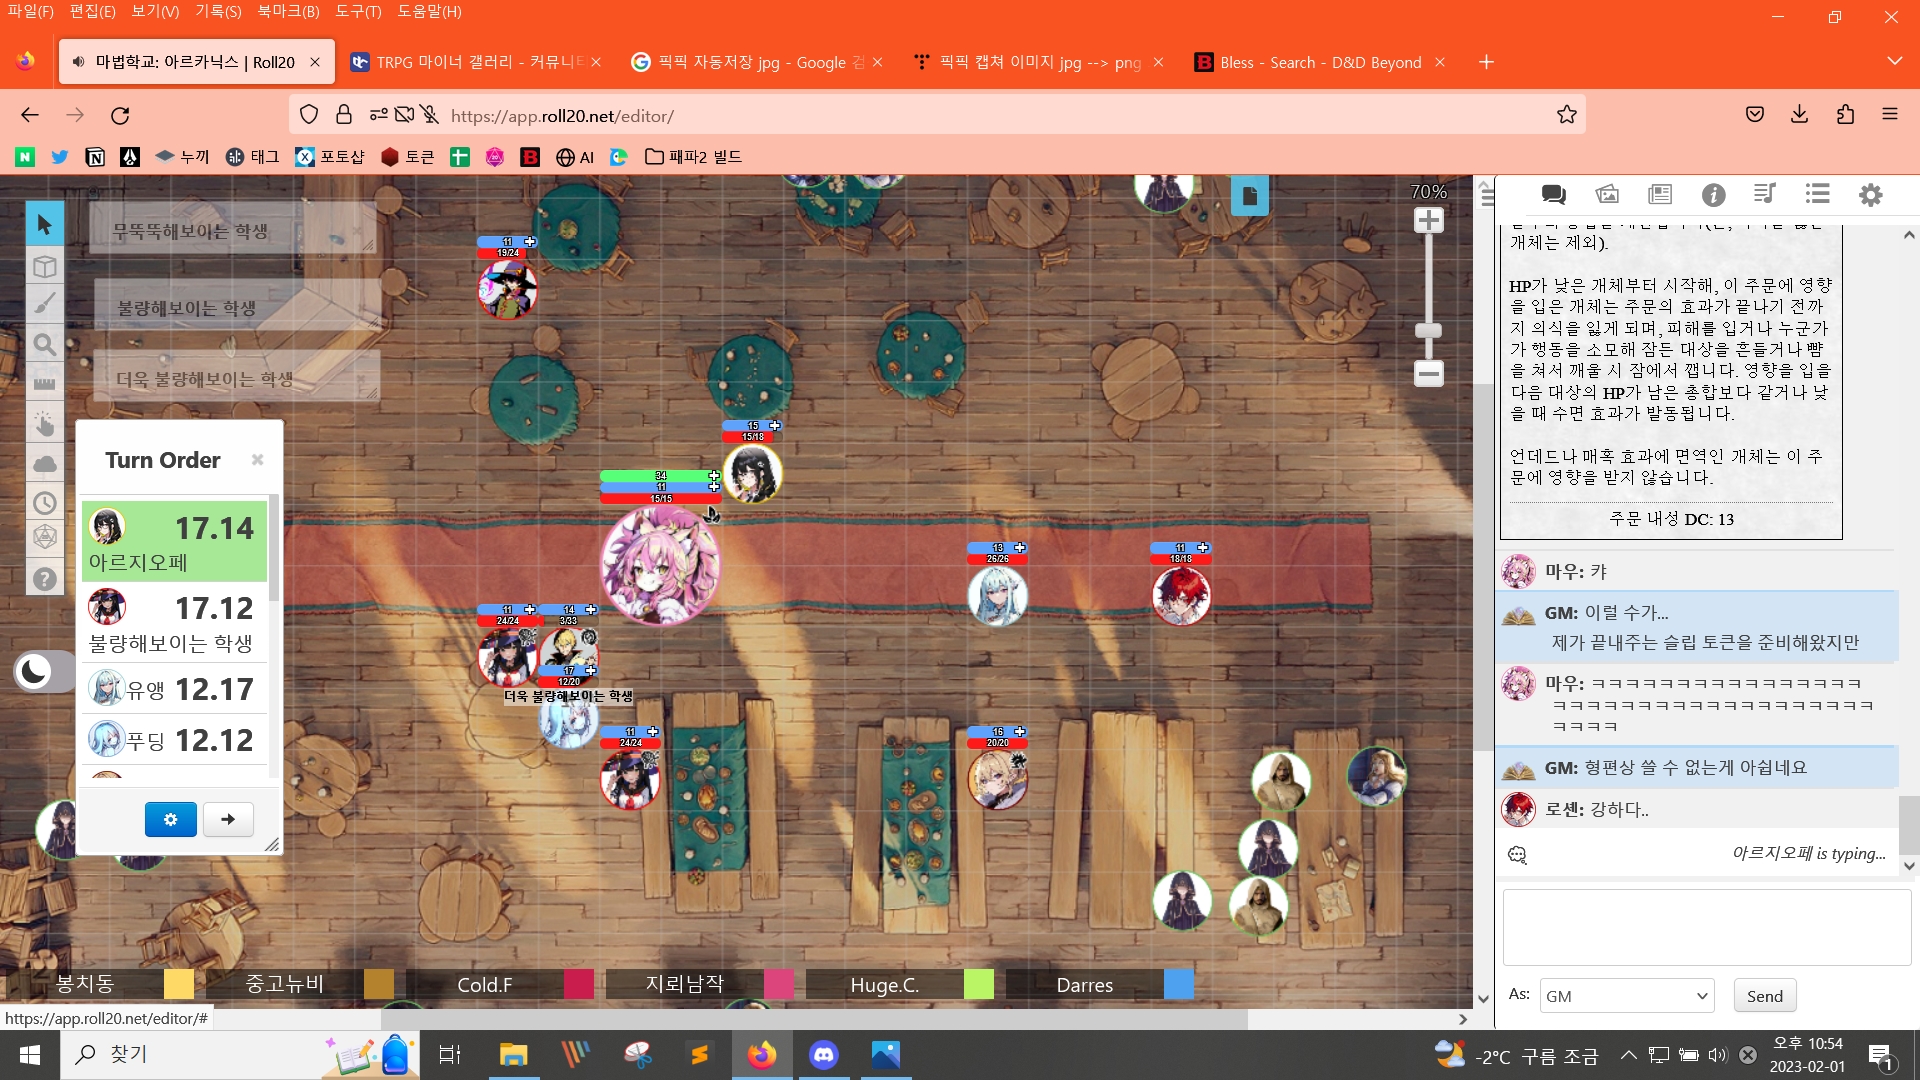 파일(F) 편집(E) 보기(V) 기록(S) 북마크(B) 도구(T) 도움말(H)
마법학교: 아르카닉스 | Roll20
TRPG 마이너 갤러리 - 커뮤니티
픽픽 자동저장 jpg - Google 검
픽픽 캡쳐 이미지 jpg --> png
Bless - Search - D&D Beyond
https://app.roll20.net/editor/
누끼
태그
포토샵
토큰
AI
패파2 빌드
무뚝뚝해보이는 학생
불량해보이는 학생
더욱 불량해보이는 학생
70%
Turn Order
17.14
아르지오페
17.12
불량해보이는 학생
유앵 12.17
푸딩 12.12
11
19/24
15
15/18
34
11
15/15
13
26/26
11
18/18
11
24/24
14
3/33
17
12/20
더욱 불량해보이는 학생
11
24/24
16
20/20
개체는 제외).
HP가 낮은 개체부터 시작해, 이 주문에 영향
을 입은 개체는 주문의 효과가 끝나기 전까
지 의식을 잃게 되며, 피해를 입거나 누군가
가 행동을 소모해 잠든 대상을 흔들거나 뺨
을 쳐서 깨울 시 잠에서 깹니다. 영향을 입을
다음 대상의 HP가 남은 총합보다 같거나 낮
을 때 수면 효과가 발동됩니다.
언데드나 매혹 효과에 면역인 개체는 이 주
문에 영향을 받지 않습니다.
주문 내성 DC: 13
마우: 캬
GM: 이럴 수가...
제가 끝내주는 슬립 토큰을 준비해왔지만
마우: ㅋㅋㅋㅋㅋㅋㅋㅋㅋㅋㅋㅋㅋㅋㅋㅋ
ㅋㅋㅋㅋㅋㅋㅋㅋㅋㅋㅋㅋㅋㅋㅋㅋㅋㅋㅋ
ㅋㅋㅋㅋ
GM: 형편상 쓸 수 없는게 아쉽네요
로셴: 강하다..
아르지오페 is typing...
As: GM
Send
봉치동
중고뉴비
Cold.F
지뢰남작
Huge.C.
Darres
https://app.roll20.net/editor/#
찾기
-2°C 구름 조금
오후 10:54
2023-02-01
1